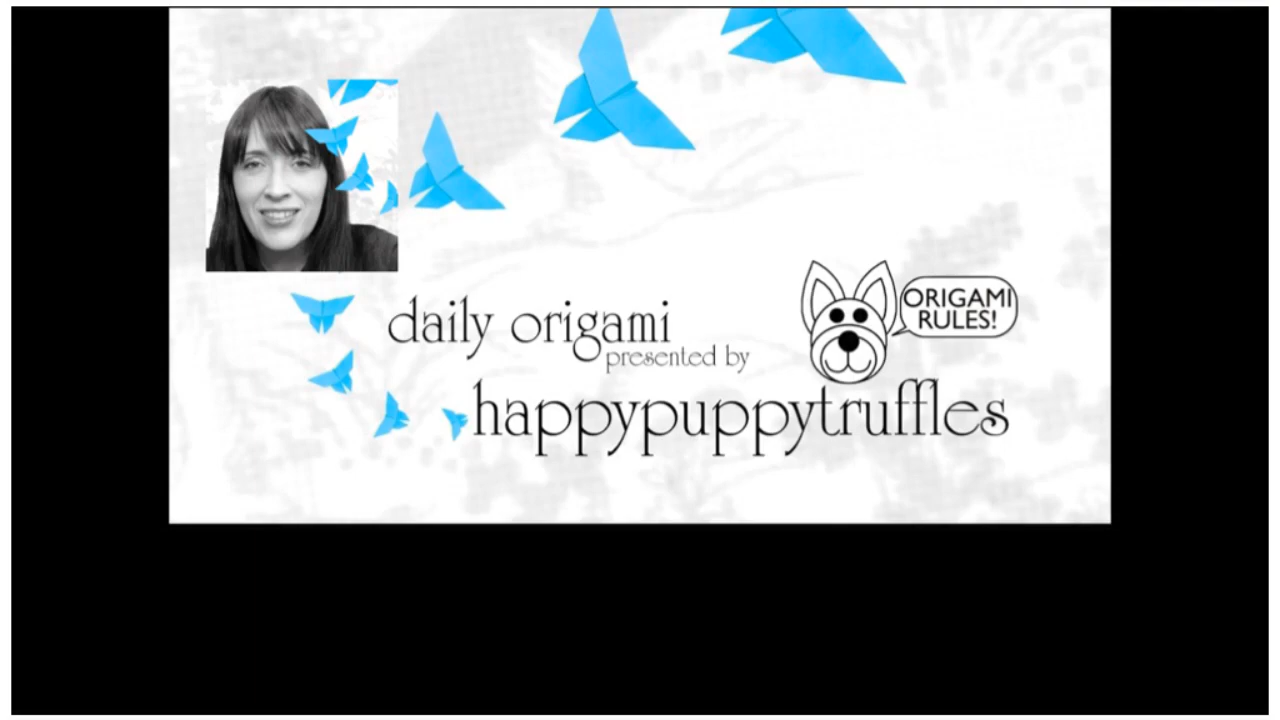 daily origami
presented by
happypuppytruffles
ORIGAMI
RULES!